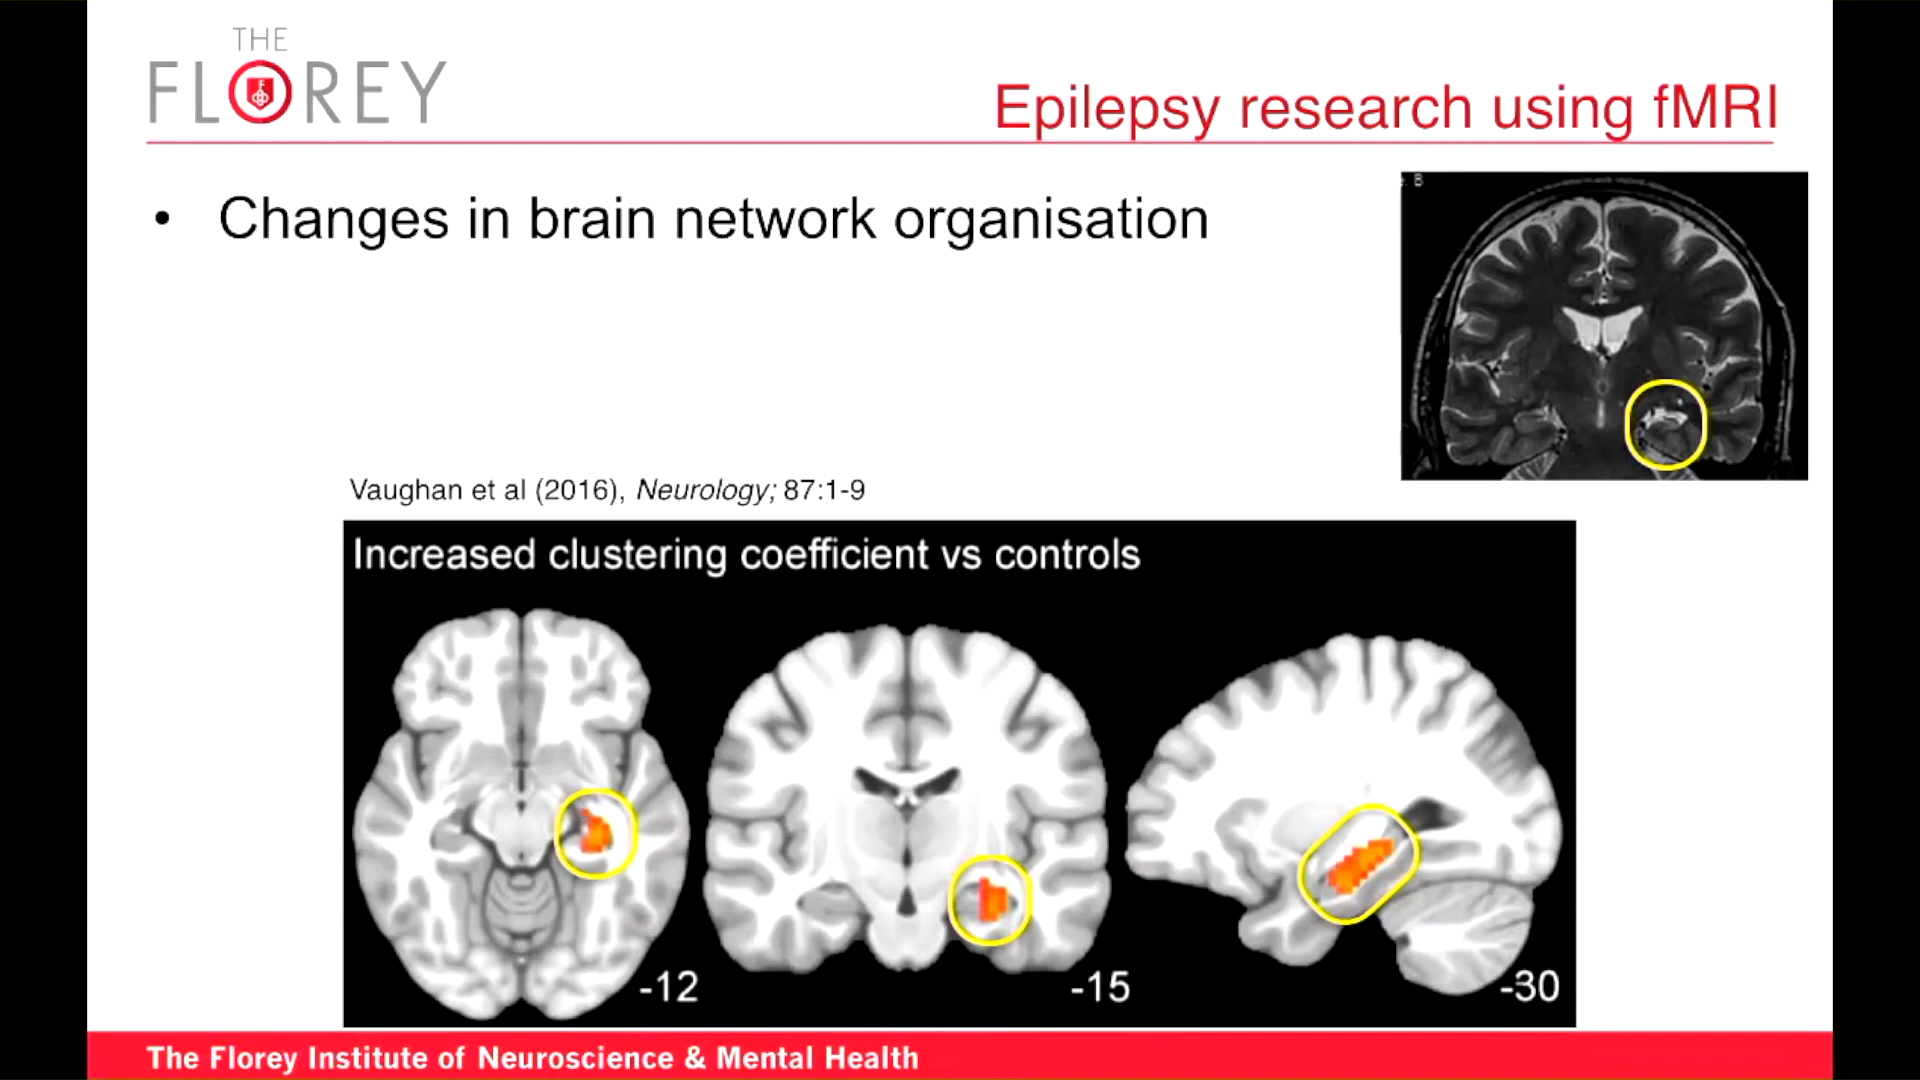 THE
FLOREY
Epilepsy research using fMRI
• Changes in brain network organisation
Vaughan et al (2016), Neurology; 87:1-9
Increased clustering coefficient vs controls
-12
-15
-30
The Florey Institute of Neuroscience & Mental Health